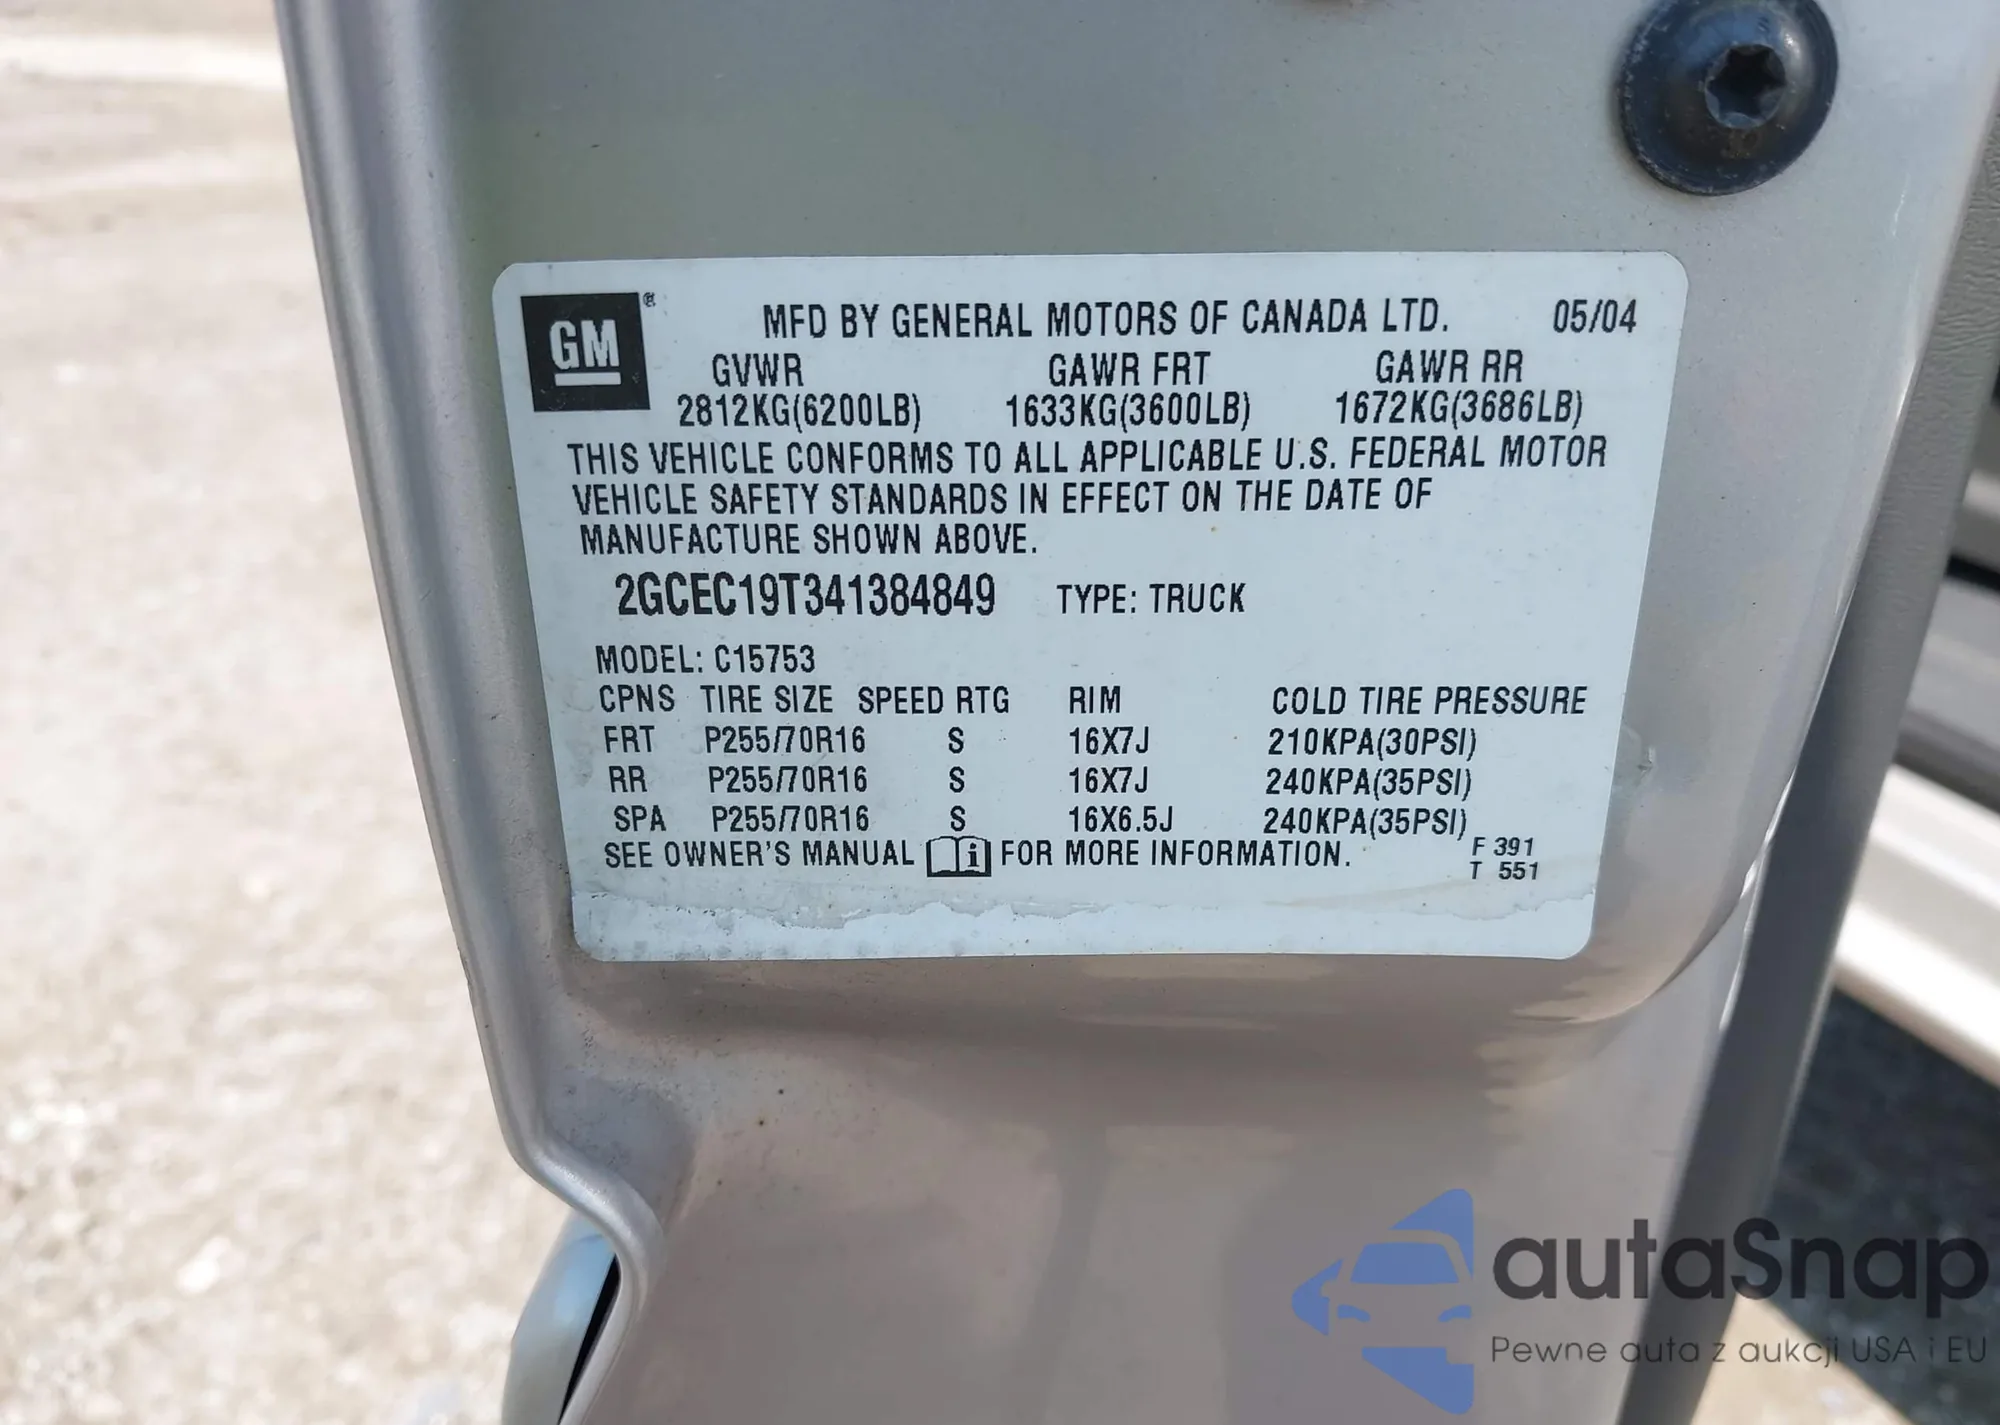 GM®
MFD BY GENERAL MOTORS OF CANADA LTD. 05/04
GVWR GAWR FRT GAWR RR
2812KG(6200LB) 1633KG(3600LB) 1672KG(3686LB)
THIS VEHICLE CONFORMS TO ALL APPLICABLE U.S. FEDERAL MOTOR
VEHICLE SAFETY STANDARDS IN EFFECT ON THE DATE OF
MANUFACTURE SHOWN ABOVE.
2GCEC19T341384849 TYPE: TRUCK
MODEL: C15753
CPNS TIRE SIZE SPEED RTG RIM COLD TIRE PRESSURE
FRT P255/70R16 S 16X7J 210KPA(30PSI)
RR P255/70R16 S 16X7J 240KPA(35PSI)
SPA P255/70R16 S 16X6.5J 240KPA(35PSI)
SEE OWNER'S MANUAL i FOR MORE INFORMATION.
F 391
T 551
autaSnap
Pewne auta z aukcji USA i EU